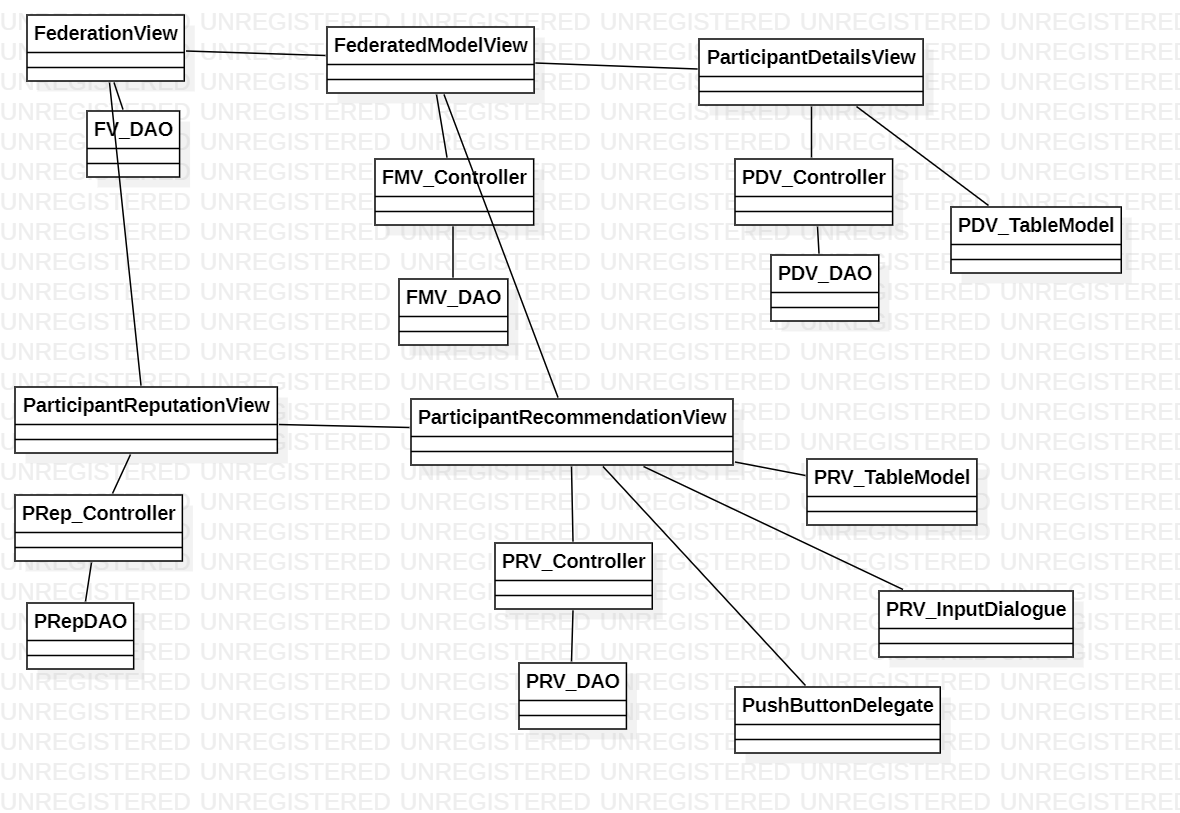 FederationView
FederatedModelView
ParticipantDetailsView
FV_DAO
FMV_Controller
PDV_Controller
PDV_TableModel
PDV_DAO
FMV_DAO
ParticipantReputationView
ParticipantRecommendationView
PRV_TableModel
PRep_Controller
PRV_Controller
PRV_InputDialogue
PRepDAO
PRV_DAO
PushButtonDelegate
UNREGISTERED